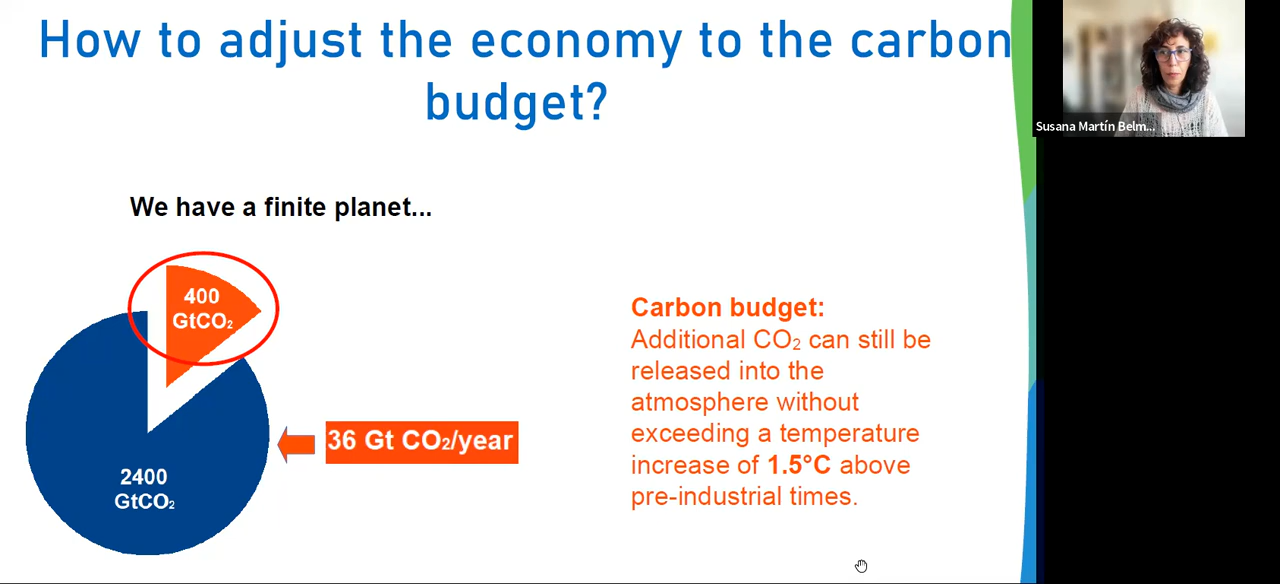 How to adjust the economy to the carbon
budget?
Susana Martín Belm...
We have a finite planet...
400
GtCO₂
Carbon budget:
Additional CO₂ can still be
released into the
atmosphere without
exceeding a temperature
increase of 1.5°C above
pre-industrial times.
36 Gt CO₂/year
2400
GtCO₂